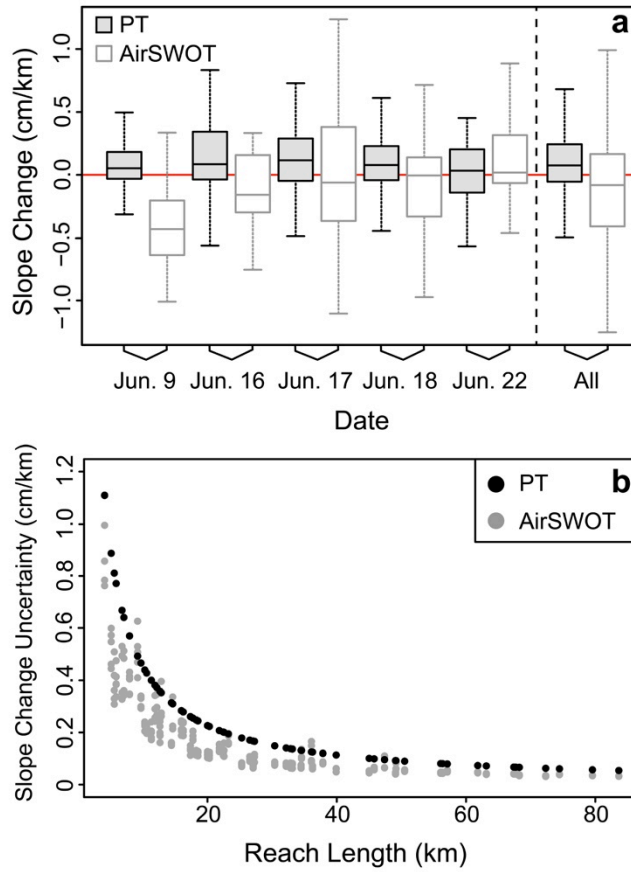 a
PT
AirSWOT
Slope Change (cm/km)
1.0
0.5
0.0
−0.5
−1.0
Jun. 9 Jun. 16 Jun. 17 Jun. 18 Jun. 22 All
Date
b
PT
AirSWOT
Slope Change Uncertainty (cm/km)
1.2
1.0
0.8
0.6
0.4
0.2
0
20 40 60 80
Reach Length (km)